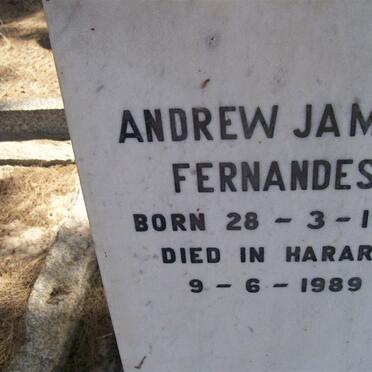 ANDREW JAM
FERNANDES
BORN 28 - 3 - 1
DIED IN HARAR
9 - 6 - 1989